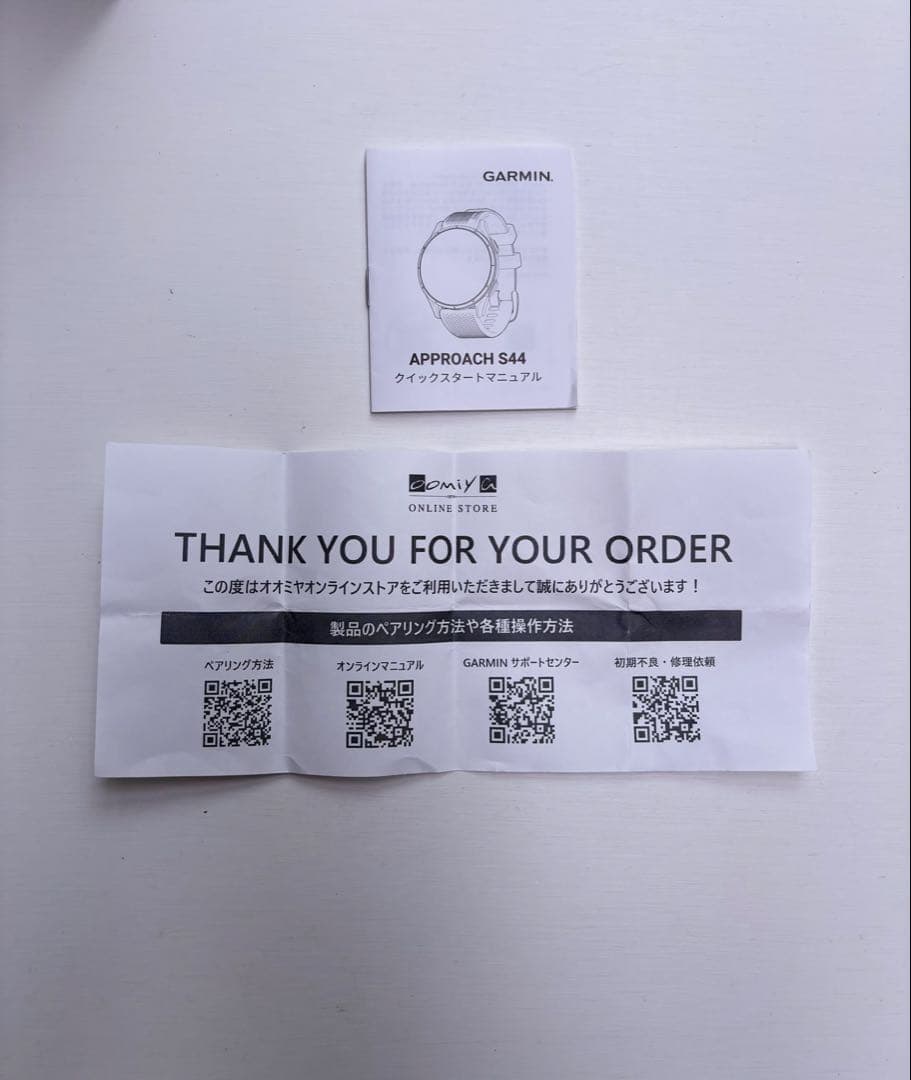 GARMIN.
APPROACH S44
クイックスタートマニュアル
oomiya
ONLINE STORE
THANK YOU FOR YOUR ORDER
この度はオオミヤオンラインストアをご利用いただきまして誠にありがとうございます！
製品のペアリング方法や各種操作方法
ペアリング方法 オンラインマニュアル GARMIN サポートセンター 初期不良・修理依頼